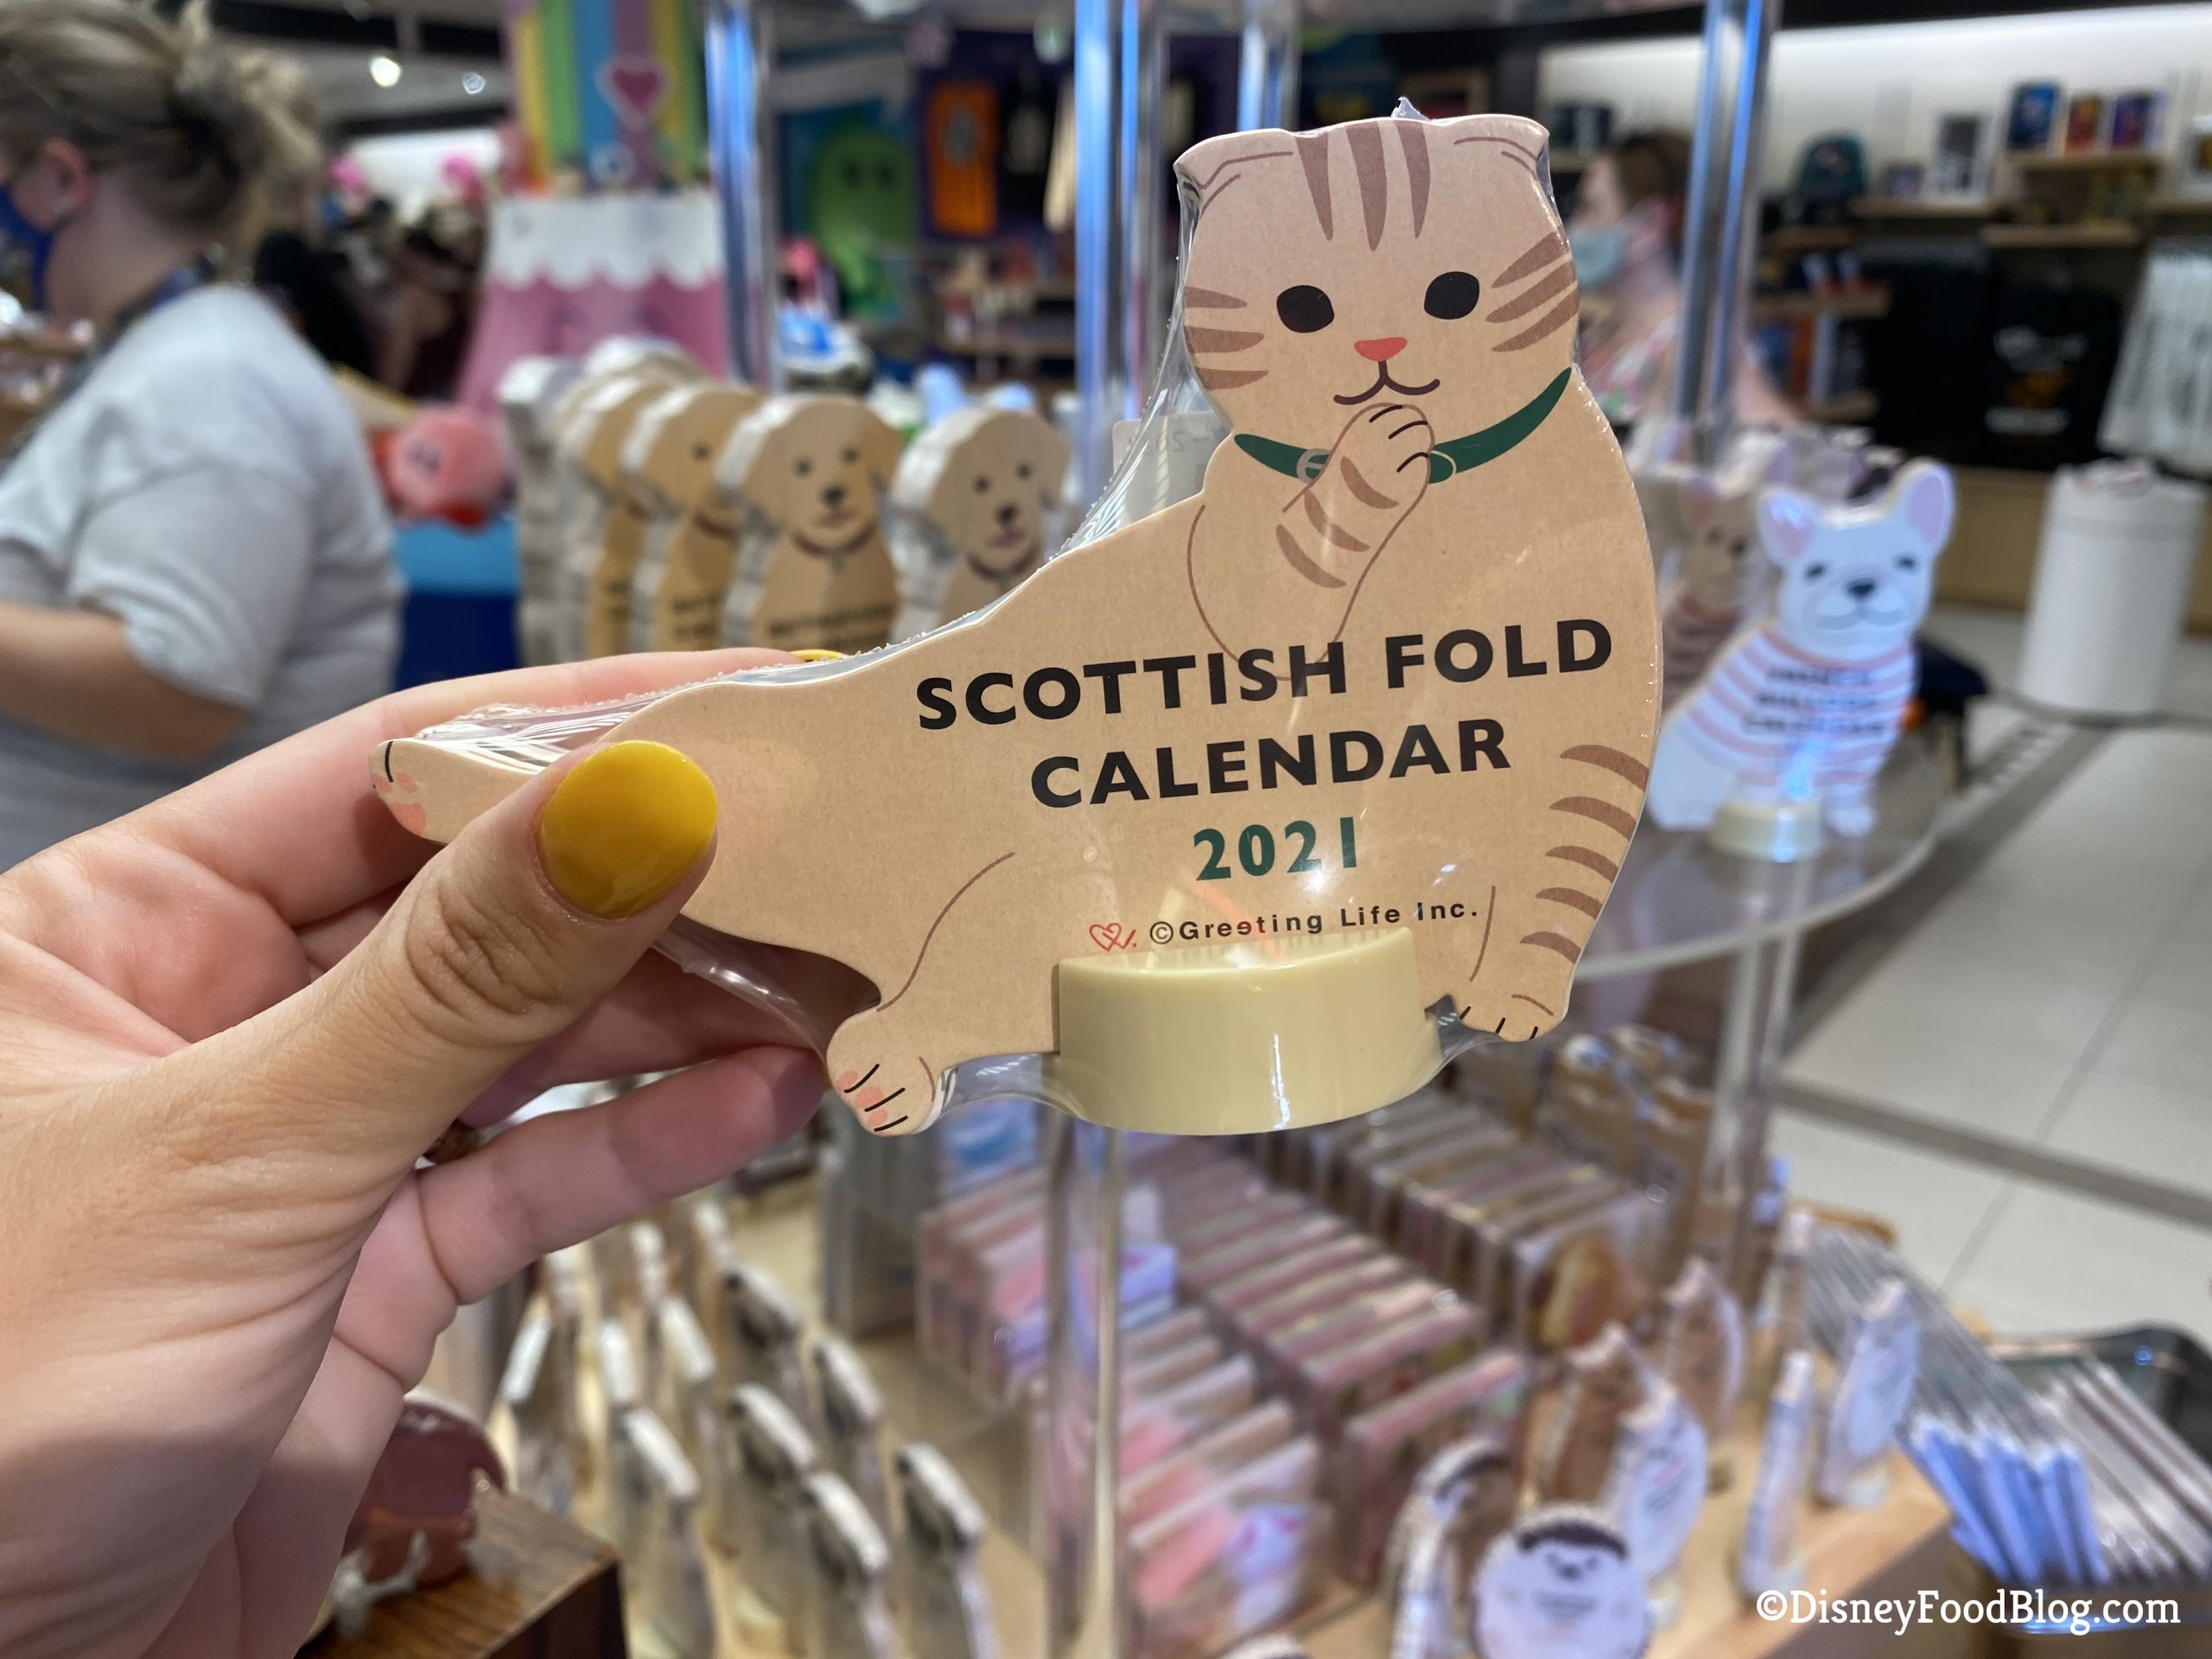 SCOTTISH FOLD
CALENDAR
2021
©Greeting Life Inc.
©DisneyFoodBlog.com